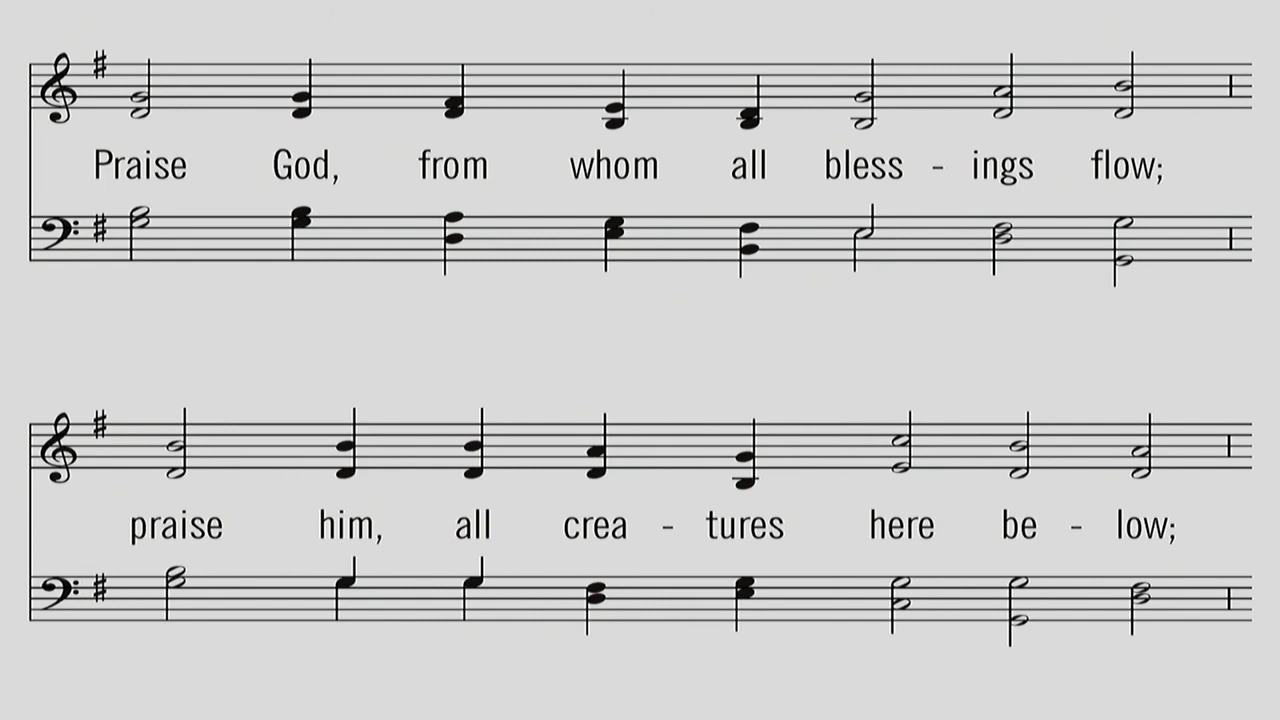 Praise God, from whom all bless - ings flow;
praise him, all crea - tures here be - low;